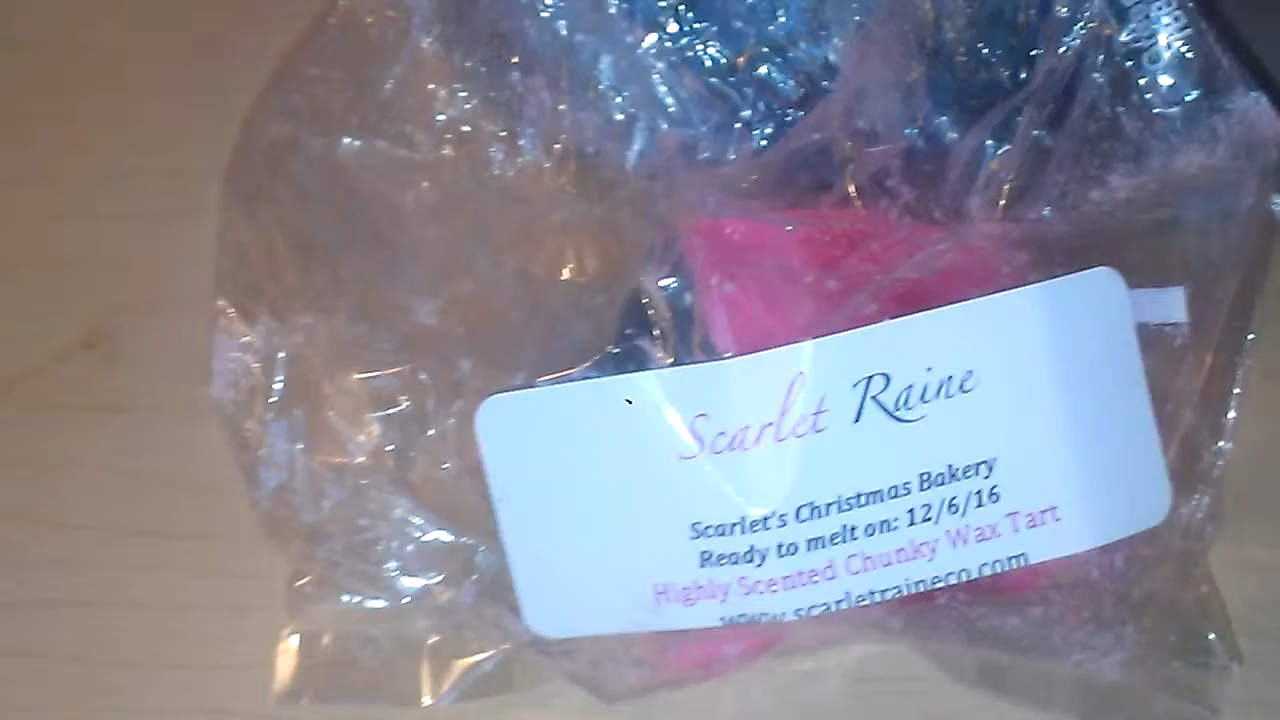 Scarlet Raine
Scarlet's Christmas Bakery
Ready to melt on: 12/6/16
Highly Scented Chunky Wax Tart
www.scarletraineco.com